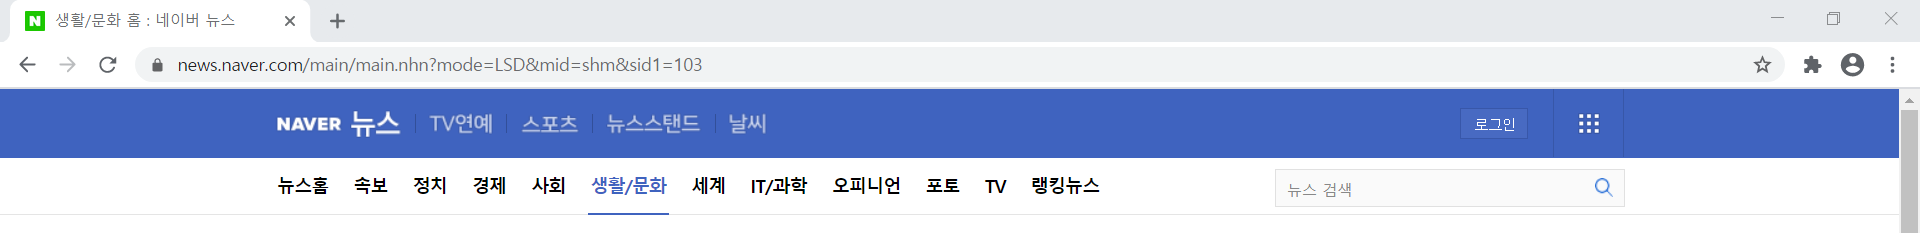 생활/문화 홈 : 네이버 뉴스
news.naver.com/main/main.nhn?mode=LSD&mid=shm&sid1=103
NAVER 뉴스 TV연예 스포츠 뉴스스탠드 날씨 로그인
뉴스홈 속보 정치 경제 사회 생활/문화 세계 IT/과학 오피니언 포토 TV 랭킹뉴스 뉴스 검색